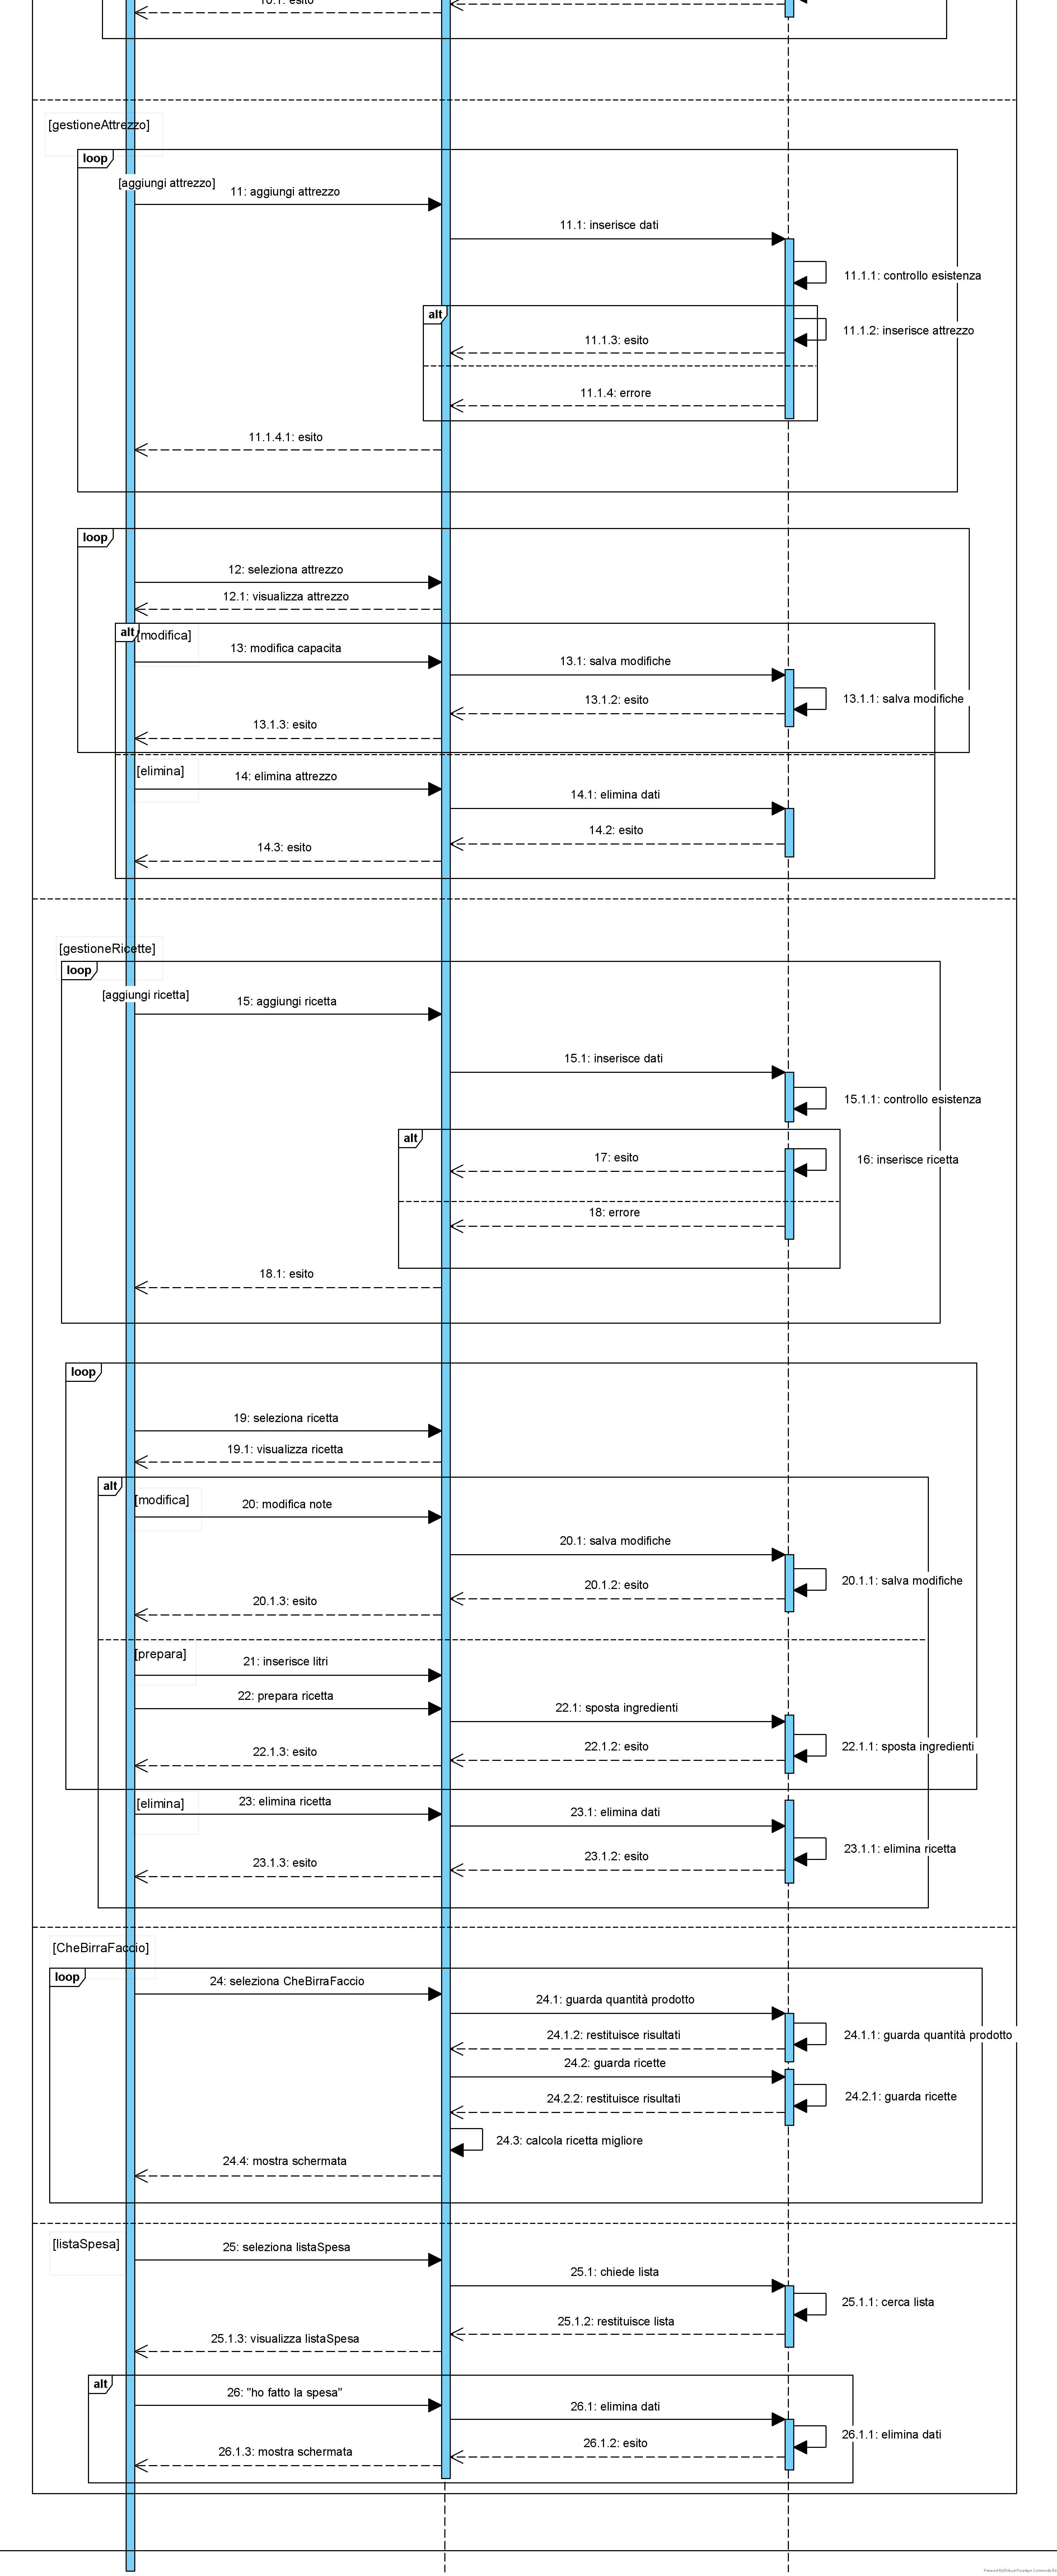 10.1: esito
[gestioneAttrezzo]
loop
[aggiungi attrezzo]
11: aggiungi attrezzo
11.1: inserisce dati
11.1.1: controllo esistenza
alt
11.1.2: inserisce attrezzo
11.1.3: esito
11.1.4: errore
11.1.4.1: esito
loop
12: seleziona attrezzo
12.1: visualizza attrezzo
alt
[modifica]
13: modifica capacita
13.1: salva modifiche
13.1.1: salva modifiche
13.1.2: esito
13.1.3: esito
[elimina]
14: elimina attrezzo
14.1: elimina dati
14.2: esito
14.3: esito
[gestioneRicette]
loop
[aggiungi ricetta]
15: aggiungi ricetta
15.1: inserisce dati
15.1.1: controllo esistenza
alt
16: inserisce ricetta
17: esito
18: errore
18.1: esito
loop
19: seleziona ricetta
19.1: visualizza ricetta
alt
[modifica]
20: modifica note
20.1: salva modifiche
20.1.1: salva modifiche
20.1.2: esito
20.1.3: esito
[prepara]
21: inserisce litri
22: prepara ricetta
22.1: sposta ingredienti
22.1.1: sposta ingredienti
22.1.2: esito
22.1.3: esito
[elimina]
23: elimina ricetta
23.1: elimina dati
23.1.1: elimina ricetta
23.1.2: esito
23.1.3: esito
[CheBirraFaccio]
loop
24: seleziona CheBirraFaccio
24.1: guarda quantità prodotto
24.1.1: guarda quantità prodotto
24.1.2: restituisce risultati
24.2: guarda ricette
24.2.1: guarda ricette
24.2.2: restituisce risultati
24.3: calcola ricetta migliore
24.4: mostra schermata
[listaSpesa]
25: seleziona listaSpesa
25.1: chiede lista
25.1.1: cerca lista
25.1.2: restituisce lista
25.1.3: visualizza listaSpesa
alt
26: "ho fatto la spesa"
26.1: elimina dati
26.1.1: elimina dati
26.1.2: esito
26.1.3: mostra schermata